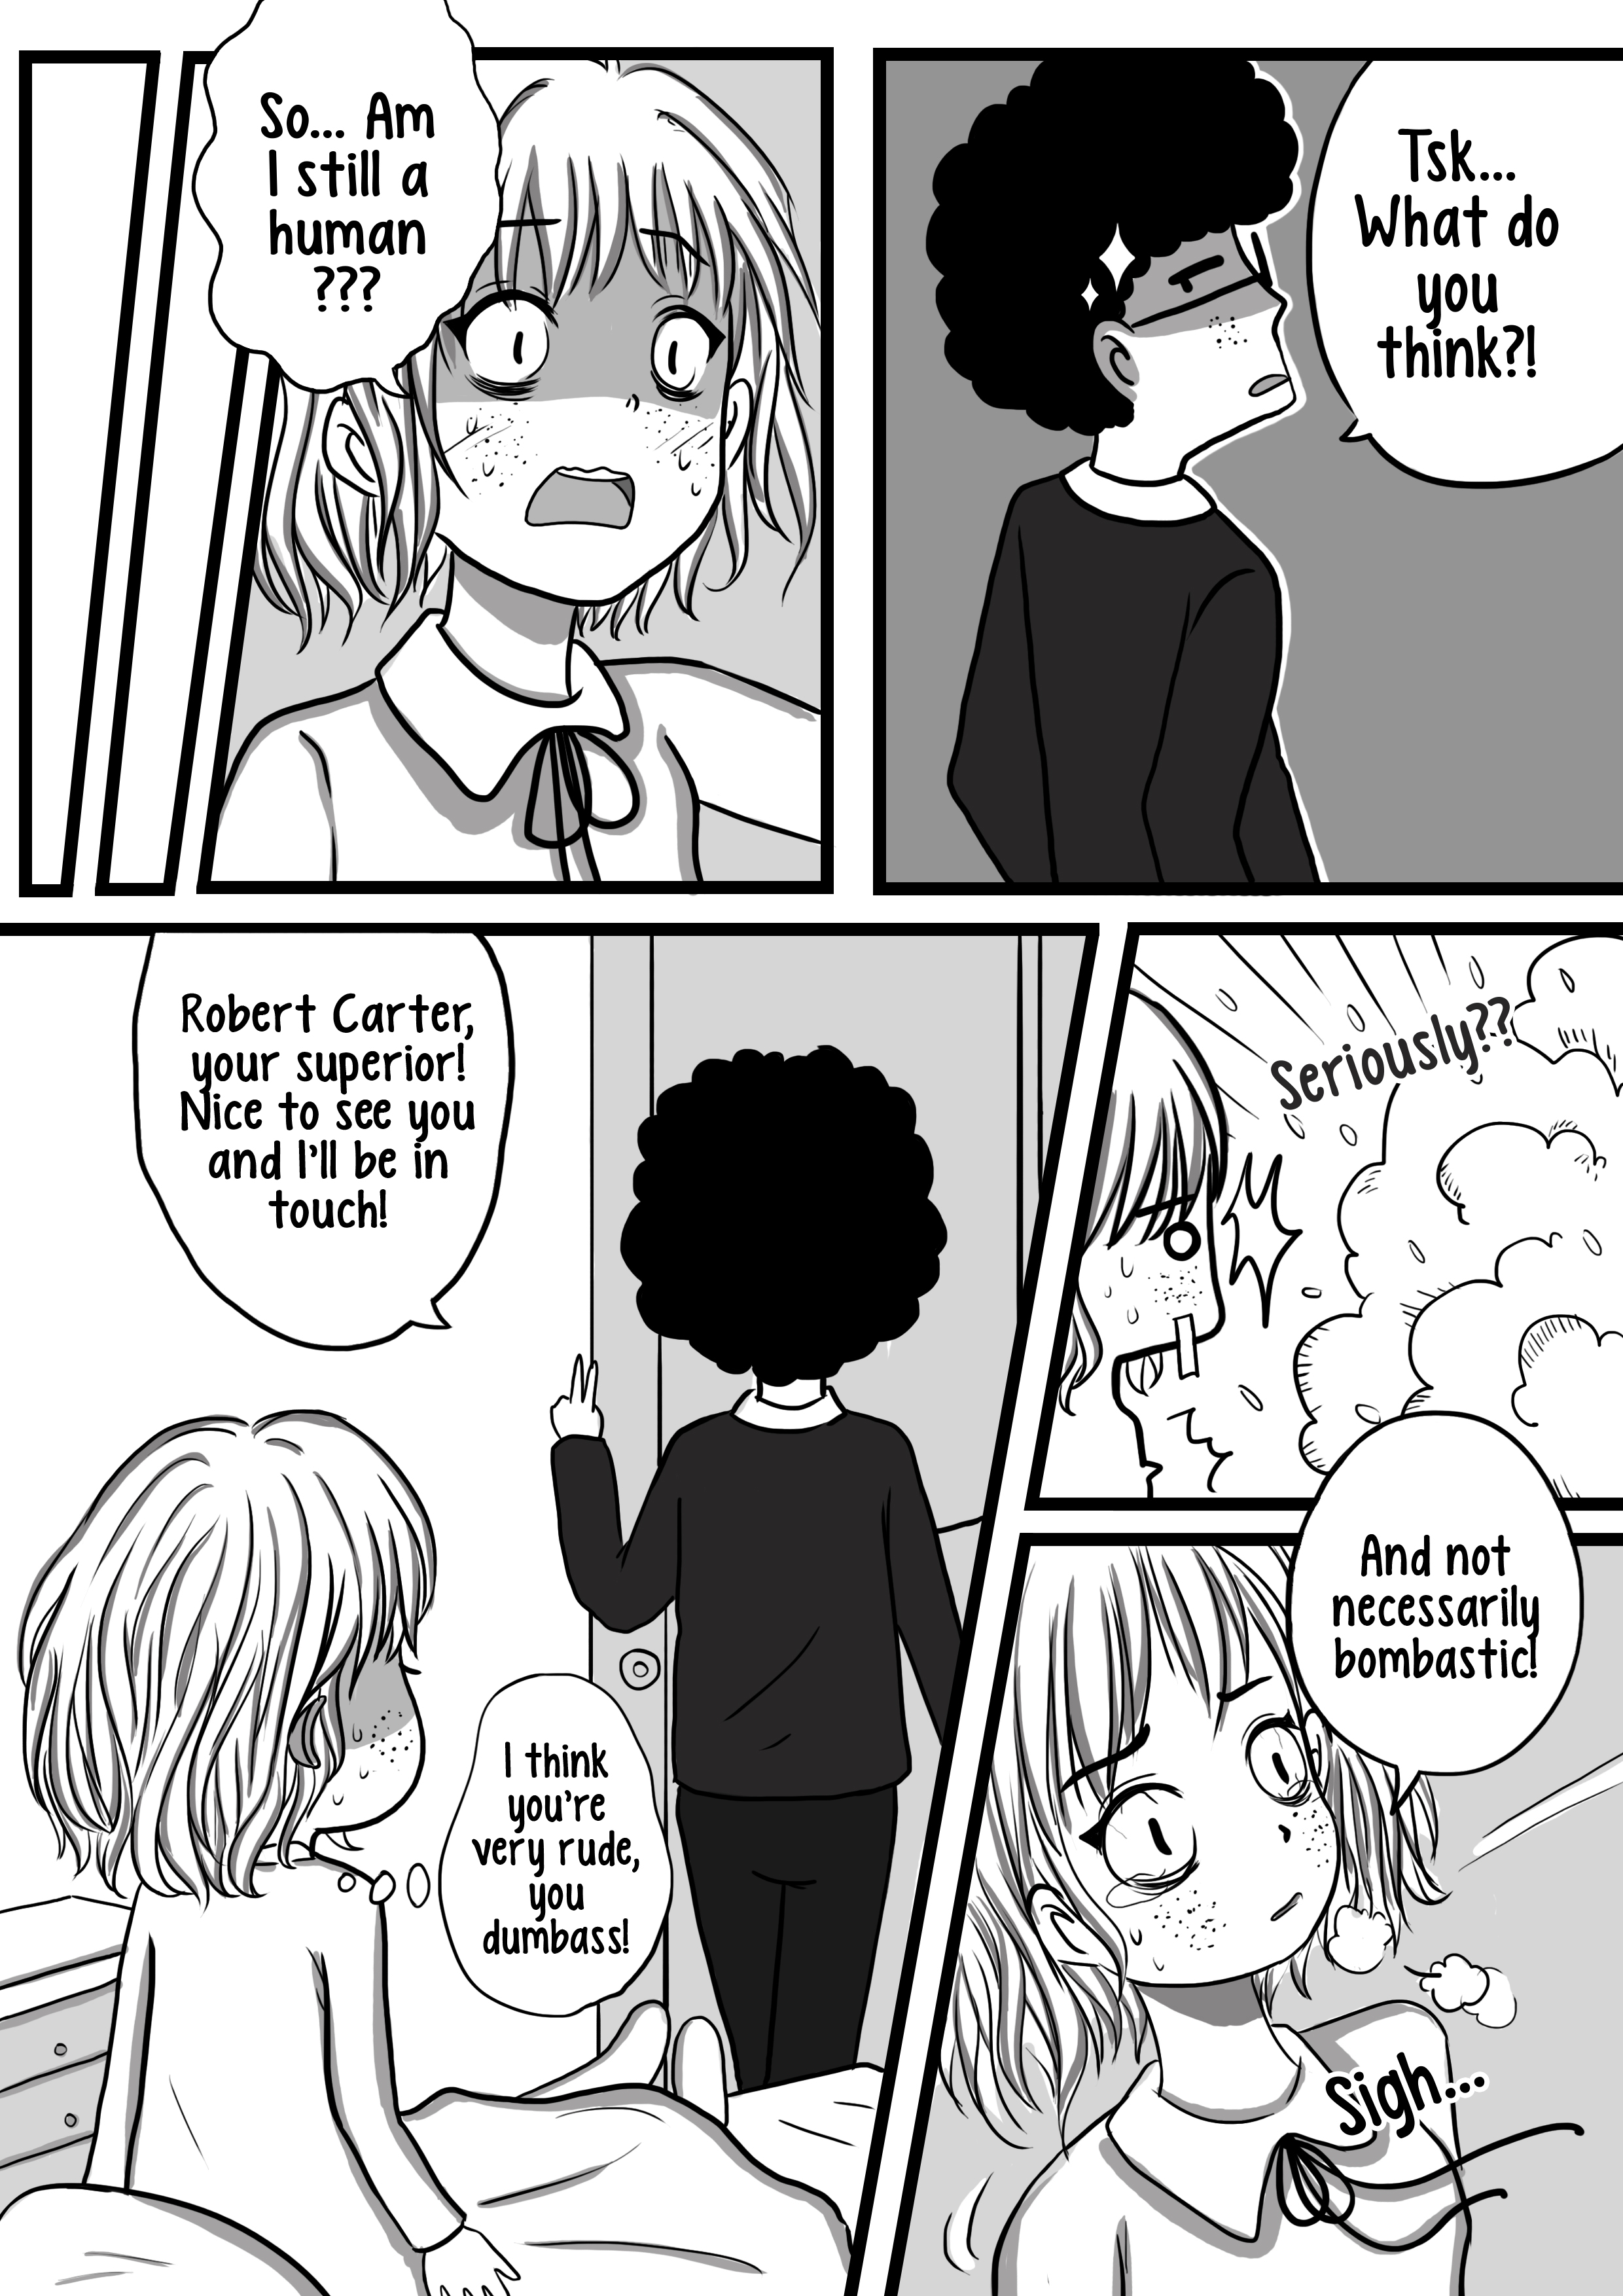 So... Am
I still a
human
???
Tsk...
What do
you
think?!
Robert Carter,
your superior!
Nice to see you
and I'll be in
touch!
I think
you're
very rude,
you
dumbass!
Seriously??
And not
necessarily
bombastic!
Sigh...